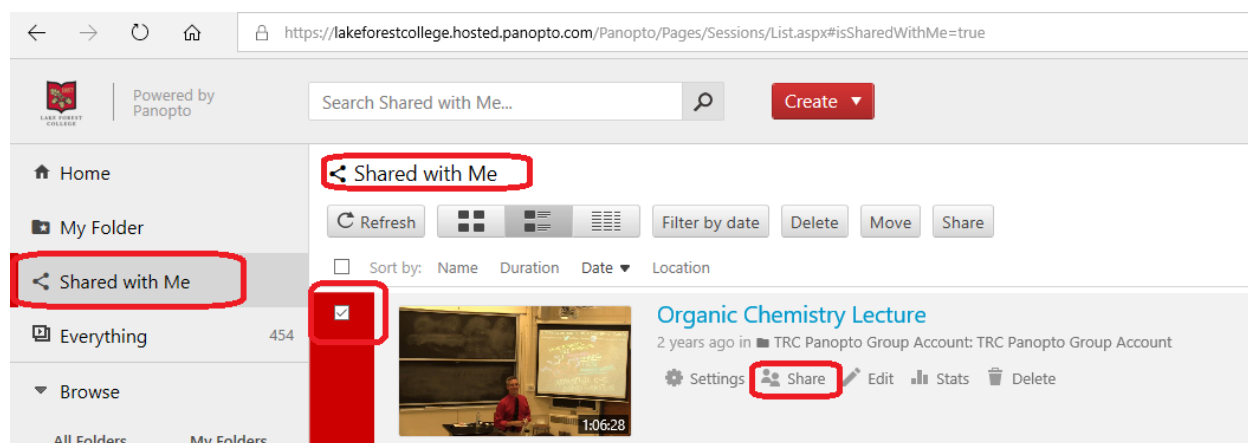 https://lakeforestcollege.hosted.panopto.com/Panopto/Pages/Sessions/List.aspx#isSharedWithMe=true
LAKE FOREST
COLLEGE
Powered by
Panopto
Search Shared with Me...
Create
Home
My Folder
Shared with Me
Everything 454
Browse
All Folders My Folders
Shared with Me
Refresh Filter by date Delete Move Share
Sort by: Name Duration Date Location
Organic Chemistry Lecture
2 years ago in TRC Panopto Group Account: TRC Panopto Group Account
Settings Share Edit Stats Delete
1:06:28